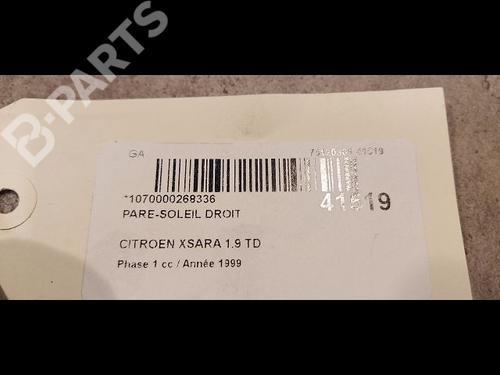 B-PARTS
GA
*1070000268336
41519
PARE-SOLEIL DROIT
CITROEN XSARA 1.9 TD
Phase 1 cc / Année 1999